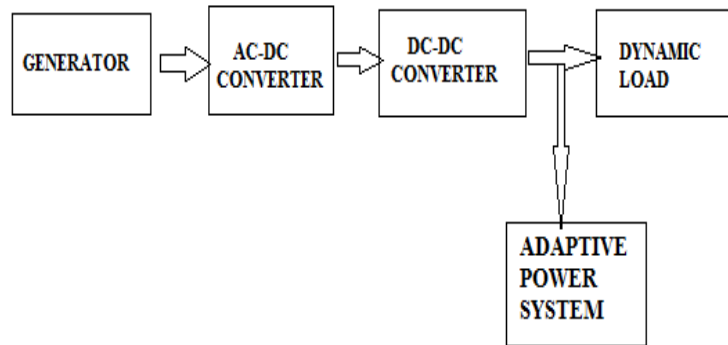 GENERATOR
AC-DC
CONVERTER
DC-DC
CONVERTER
DYNAMIC
LOAD
ADAPTIVE
POWER
SYSTEM